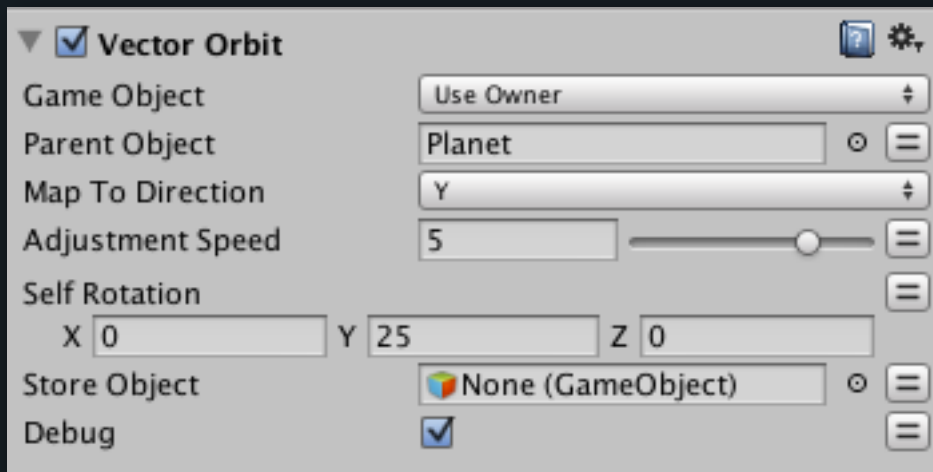 Vector Orbit
Game Object Use Owner
Parent Object Planet
Map To Direction Y
Adjustment Speed 5
Self Rotation
X 0 Y 25 Z 0
Store Object None (GameObject)
Debug